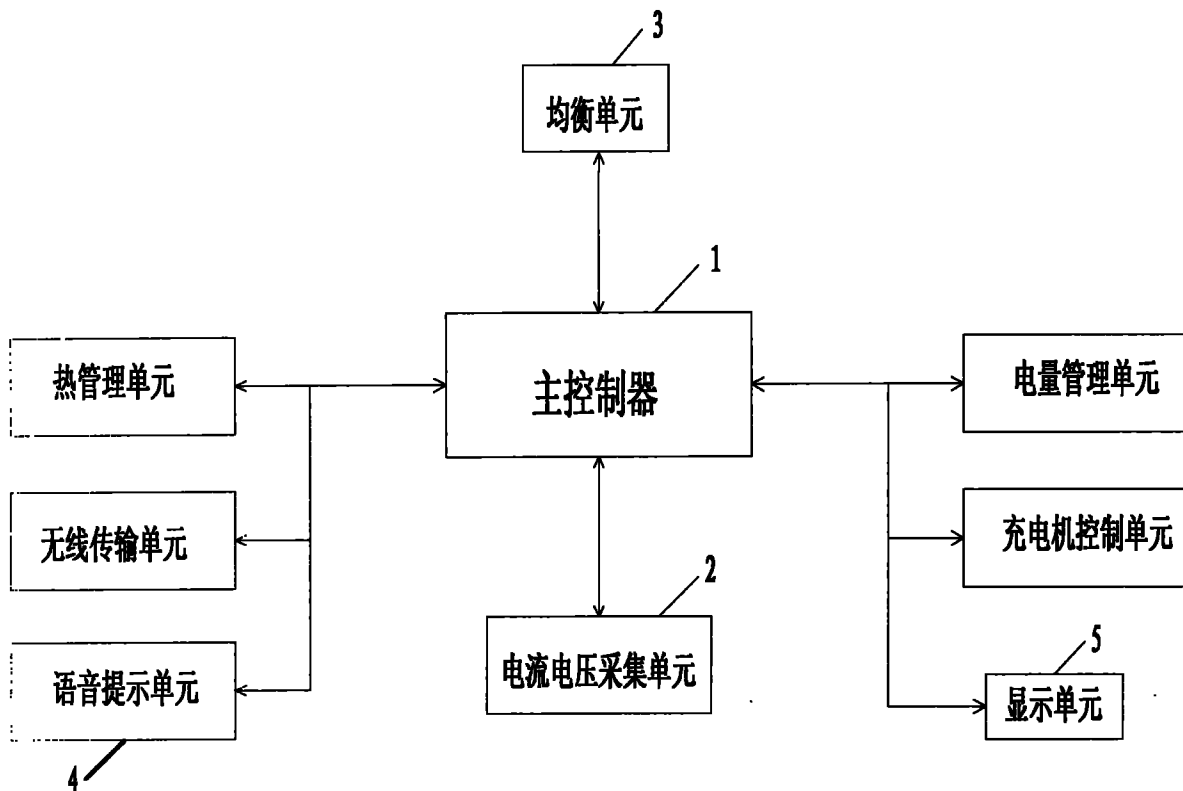 3
均衡单元
1
热管理单元
主控制器
电量管理单元
无线传输单元
充电机控制单元
2
语音提示单元
电流电压采集单元
5
显示单元
4